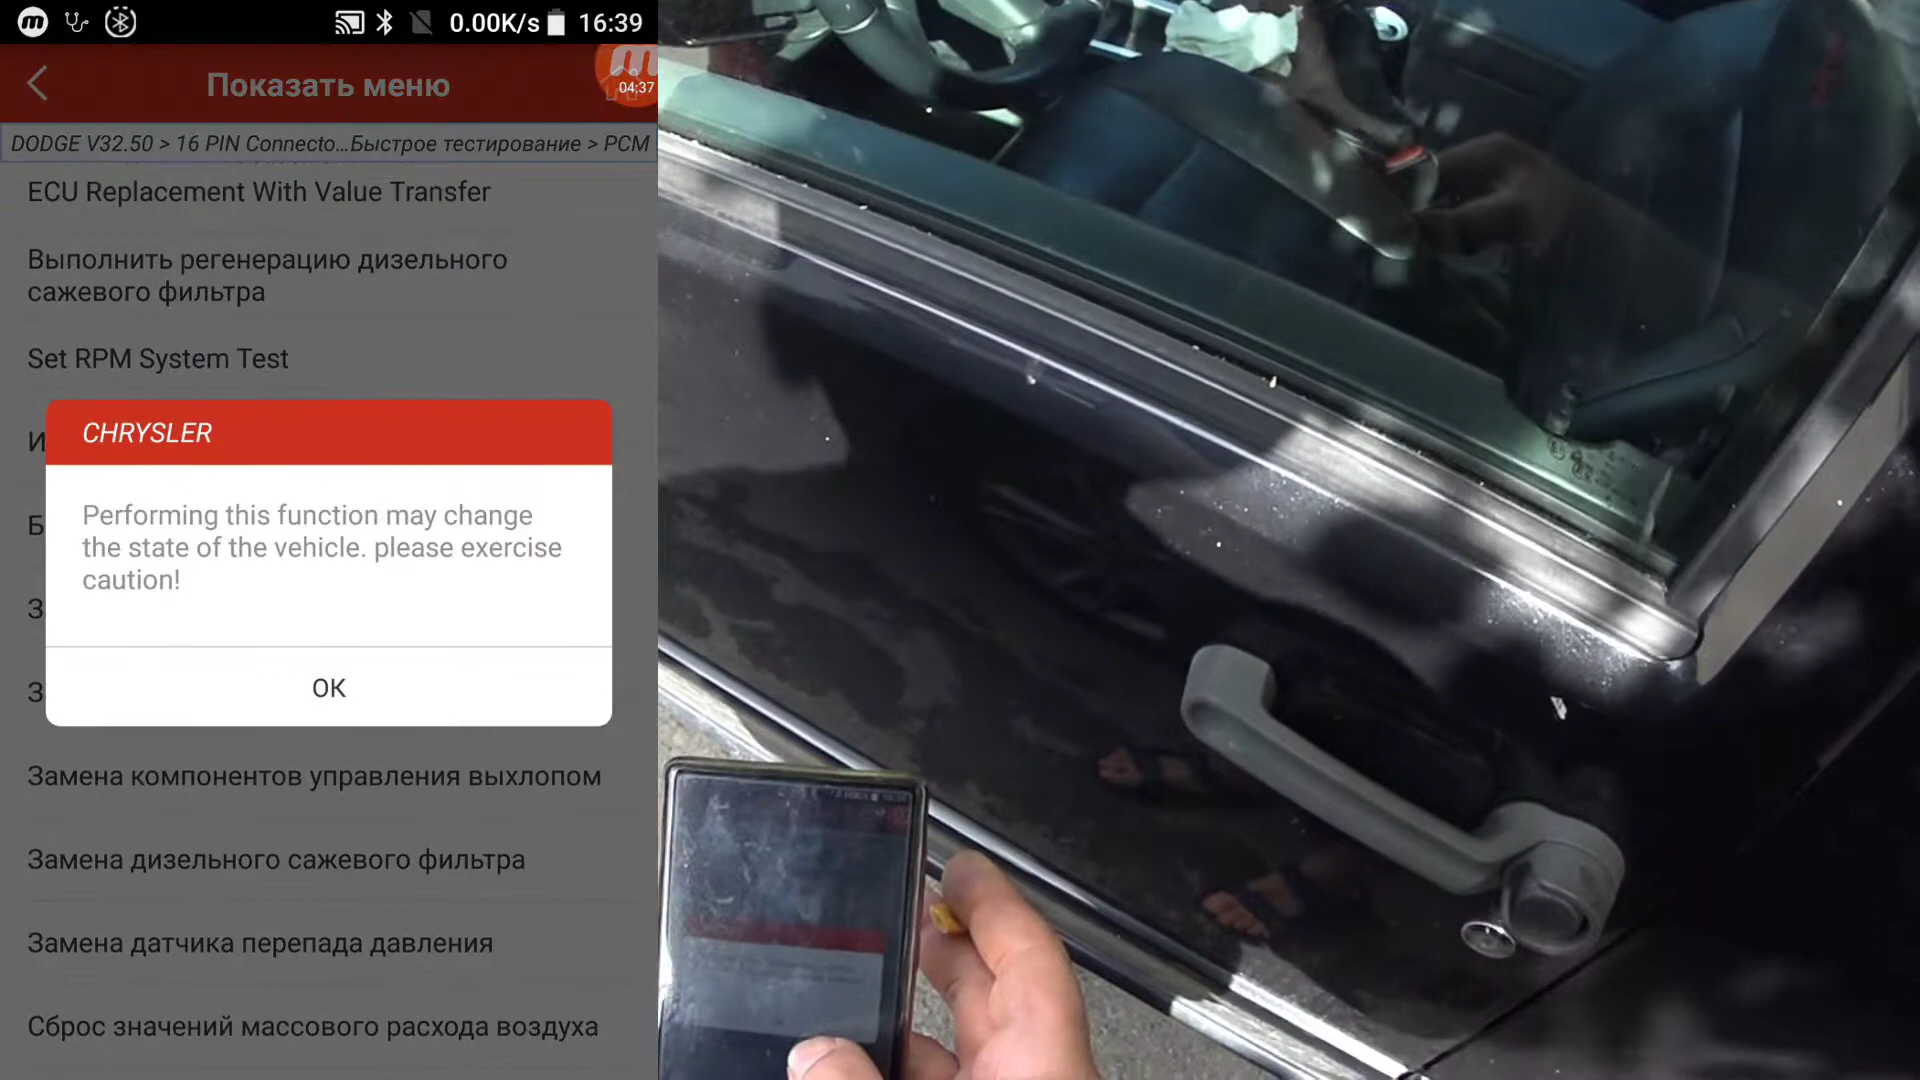 0.00K/s 16:39
Показать меню
04:37
DODGE V32.50 > 16 PIN Connecto...Быстрое тестирование > PCM
ECU Replacement With Value Transfer
Выполнить регенерацию дизельного
сажевого фильтра
Set RPM System Test
И
CHRYSLER
Performing this function may change
the state of the vehicle. please exercise
caution!
Б
З
З
OK
Замена компонентов управления выхлопом
Замена дизельного сажевого фильтра
Замена датчика перепада давления
Сброс значений массового расхода воздуха